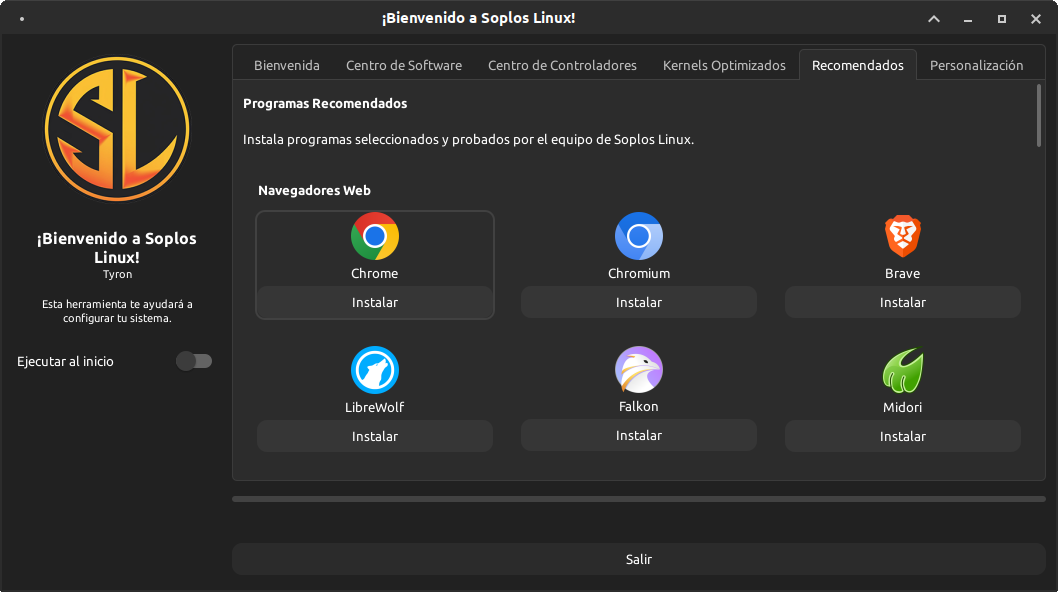 ¡Bienvenido a Soplos Linux!
SL
¡Bienvenido a Soplos
Linux!
Tyron
Esta herramienta te ayudará a
configurar tu sistema.
Ejecutar al inicio
Bienvenida Centro de Software Centro de Controladores Kernels Optimizados Recomendados Personalización
Programas Recomendados
Instala programas seleccionados y probados por el equipo de Soplos Linux.
Navegadores Web
Chrome Chromium Brave
Instalar Instalar Instalar
LibreWolf Falkon Midori
Instalar Instalar Instalar
Salir